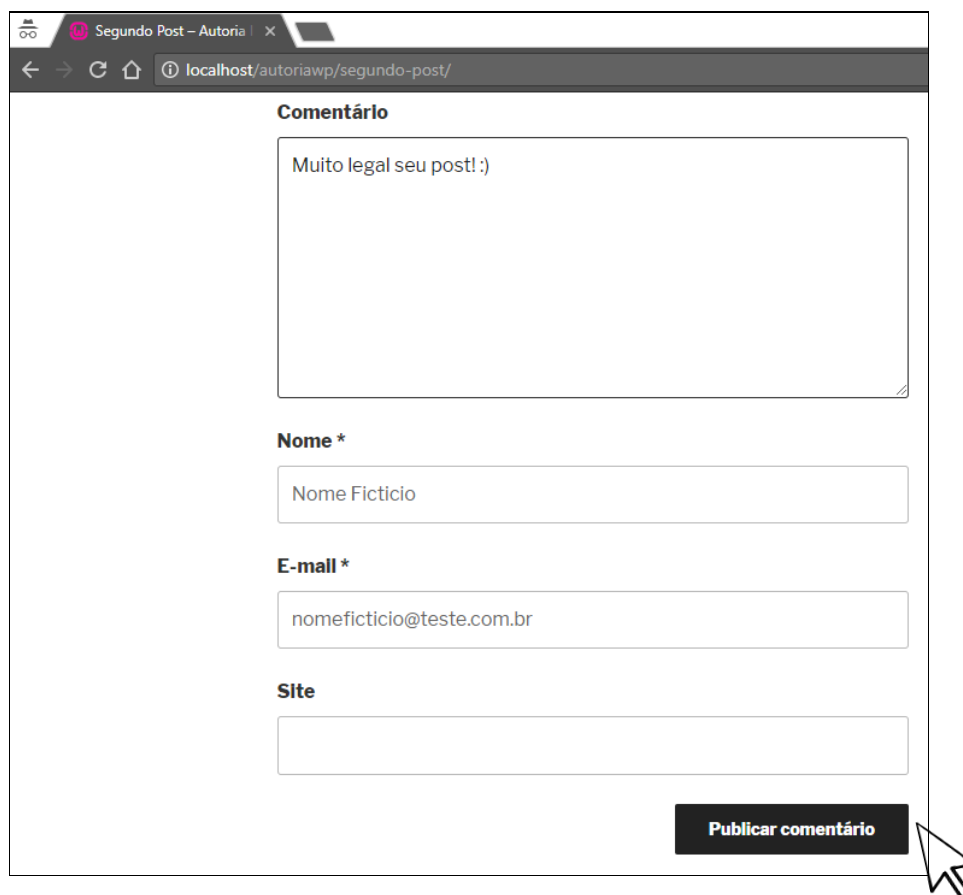 Segundo Post – Autoria
localhost/autoriawp/segundo-post/
Comentário
Muito legal seu post! :)
Nome *
Nome Ficticio
E-mail *
nomeficticio@teste.com.br
Site
Publicar comentário